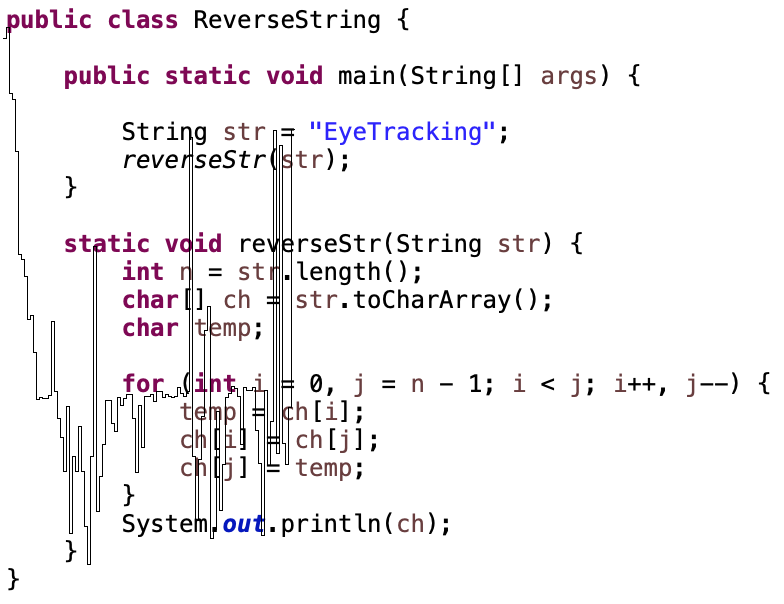 public class ReverseString {
public static void main(String[] args) {
String str = "EyeTracking";
reverseStr(str);
}
static void reverseStr(String str) {
int n = str.length();
char[] ch = str.toCharArray();
char temp;
for (int i = 0, j = n - 1; i < j; i++, j--) {
temp = ch[i];
ch[i] = ch[j];
ch[j] = temp;
}
System.out.println(ch);
}
}